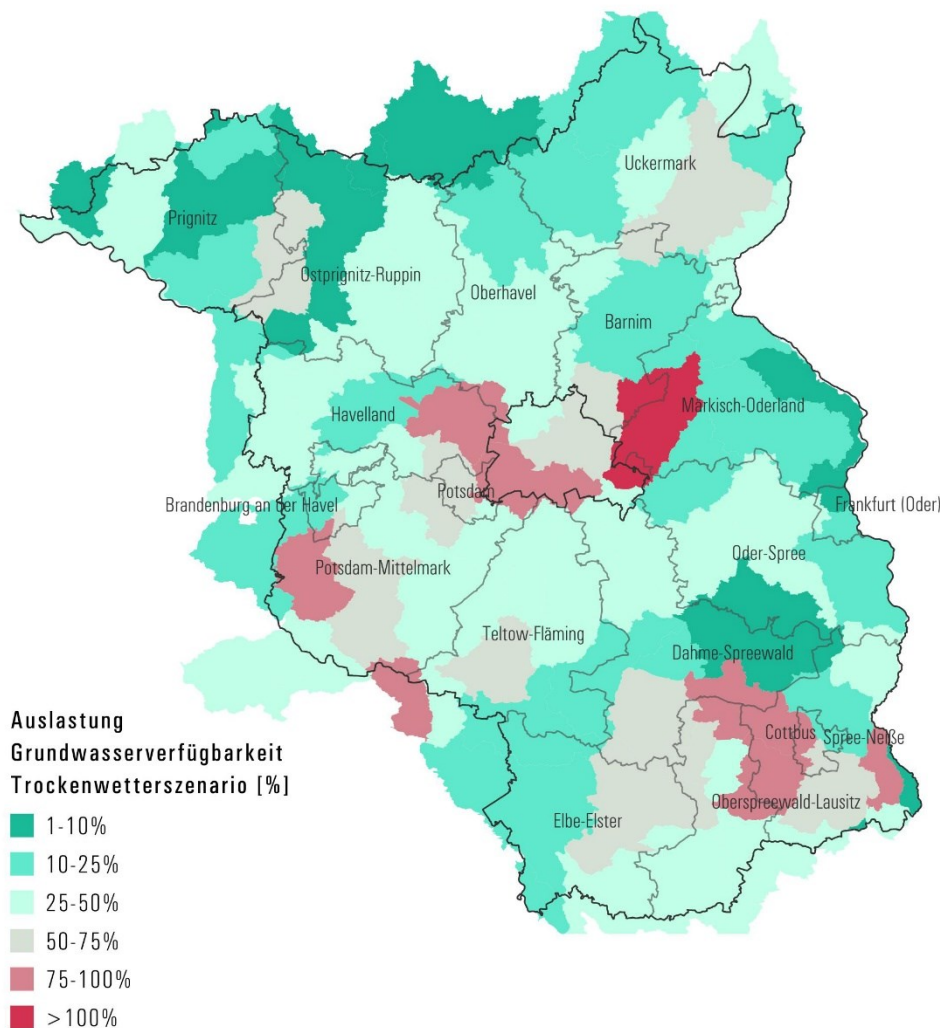 Uckermark
Prignitz
Ostprignitz-Ruppin
Oberhavel
Barnim
Havelland
Märkisch-Oderland
Potsdam
Brandenburg an der Havel
Frankfurt (Oder)
Oder-Spree
Potsdam-Mittelmark
Teltow-Fläming
Dahme-Spreewald
Cottbus
Spree-Neiße
Oberspreewald-Lausitz
Elbe-Elster
Auslastung
Grundwasserverfügbarkeit
Trockenwetterszenario [%]
1-10%
10-25%
25-50%
50-75%
75-100%
>100%